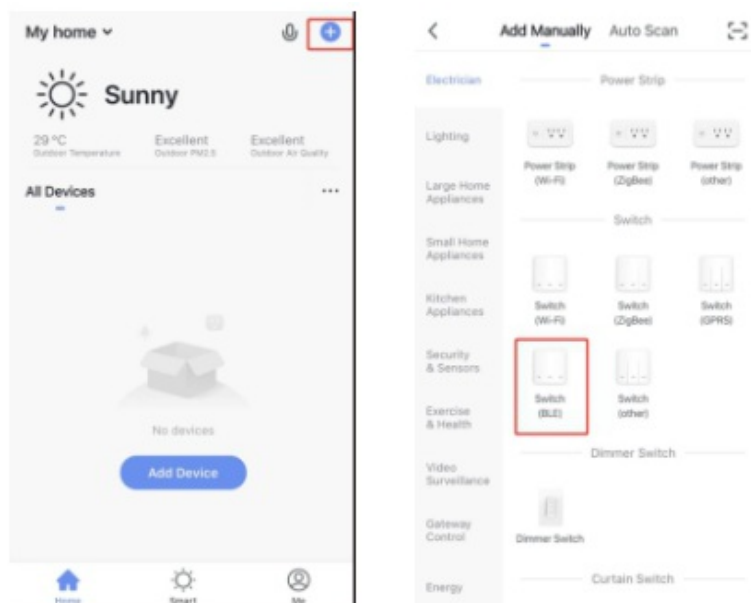 My home
Sunny
29 °C Excellent Excellent
Outdoor Temperature Outdoor PM2.5 Outdoor Air Quality
All Devices
No devices
Add Device
Home Smart Me
Add Manually Auto Scan
Electrician
Lighting
Large Home
Appliances
Small Home
Appliances
Kitchen
Appliances
Security
& Sensors
Exercise
& Health
Video
Surveillance
Gateway
Control
Energy
Power Strip
Power Strip Power Strip Power Strip
(Wi-Fi) (ZigBee) (other)
Switch
Switch Switch Switch
(Wi-Fi) (ZigBee) (GPRS)
Switch Switch
(BLE) (other)
Dimmer Switch
Dimmer Switch
Curtain Switch